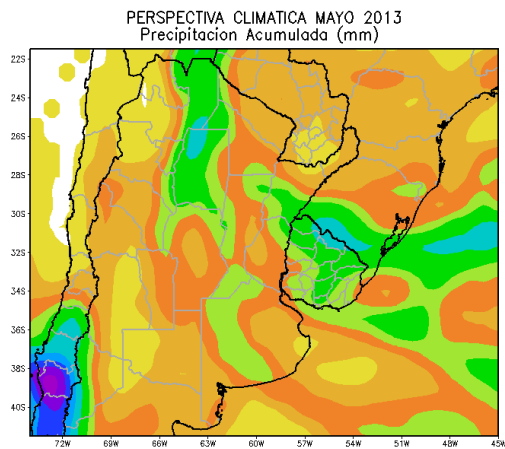 PERSPECTIVA CLIMATICA MAYO 2013
Precipitacion Acumulada (mm)
22S
24S
26S
28S
30S
32S
34S
36S
38S
40S
72W 69W 66W 63W 60W 57W 54W 51W 48W 45W